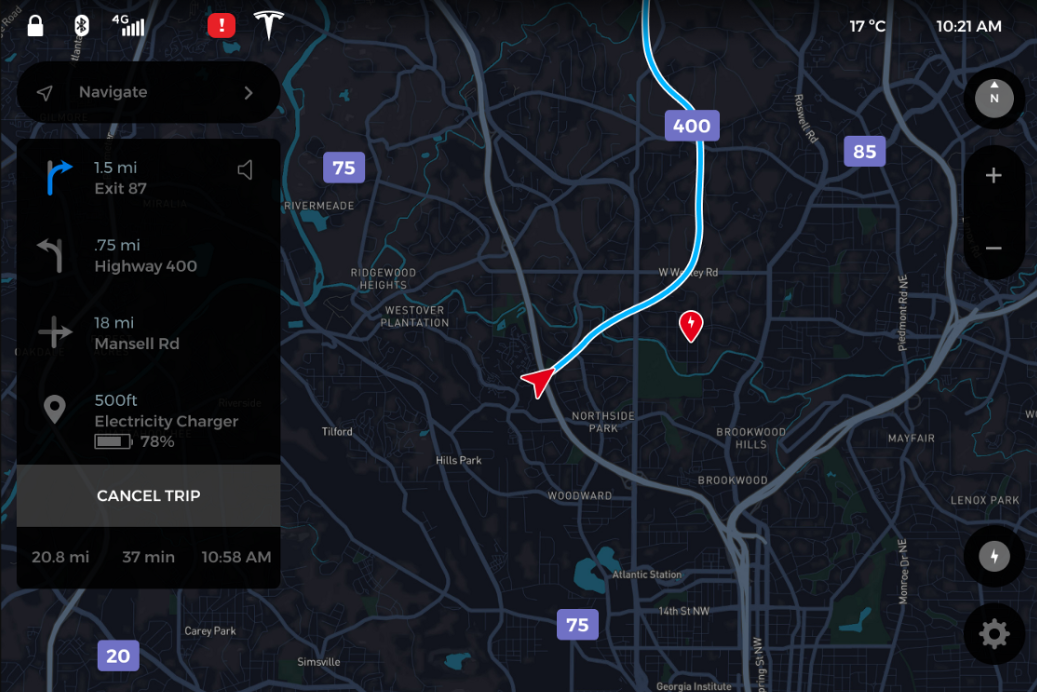 4G
!
17 °C
10:21 AM
Navigate
N
400
85
75
Roswell Rd
1.5 mi
Exit 87
RIVERMEADE
.75 mi
Highway 400
RIDGEWOOD
HEIGHTS
WESTOVER
PLANTATION
Piedmont Rd NE
18 mi
Mansell Rd
500ft
Electricity Charger
78%
Riverside
Tilford
Hills Park
NORTHSIDE
PARK
BROOKWOOD
HILLS
MAYFAIR
BROOKWOOD
WOODWARD
LENOX PARK
CANCEL TRIP
20.8 mi
37 min
10:58 AM
Atlantic Station
14th St NW
Monroe Dr NE
75
Carey Park
20
Simsville
Georgia Institute